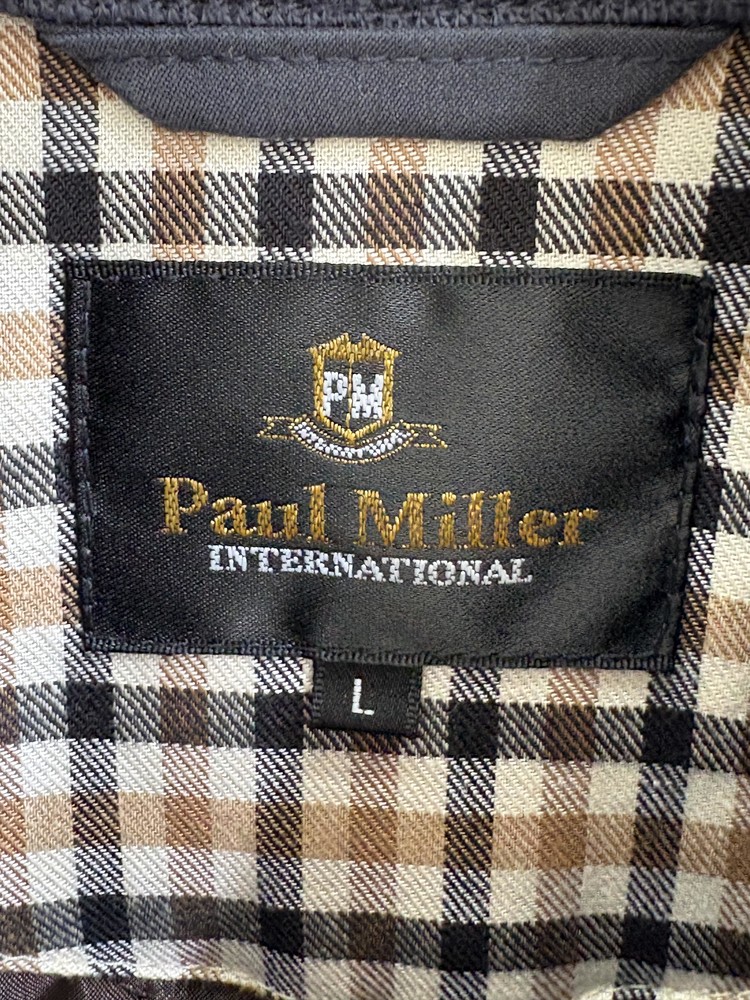 PM
Paul Miller
INTERNATIONAL
L